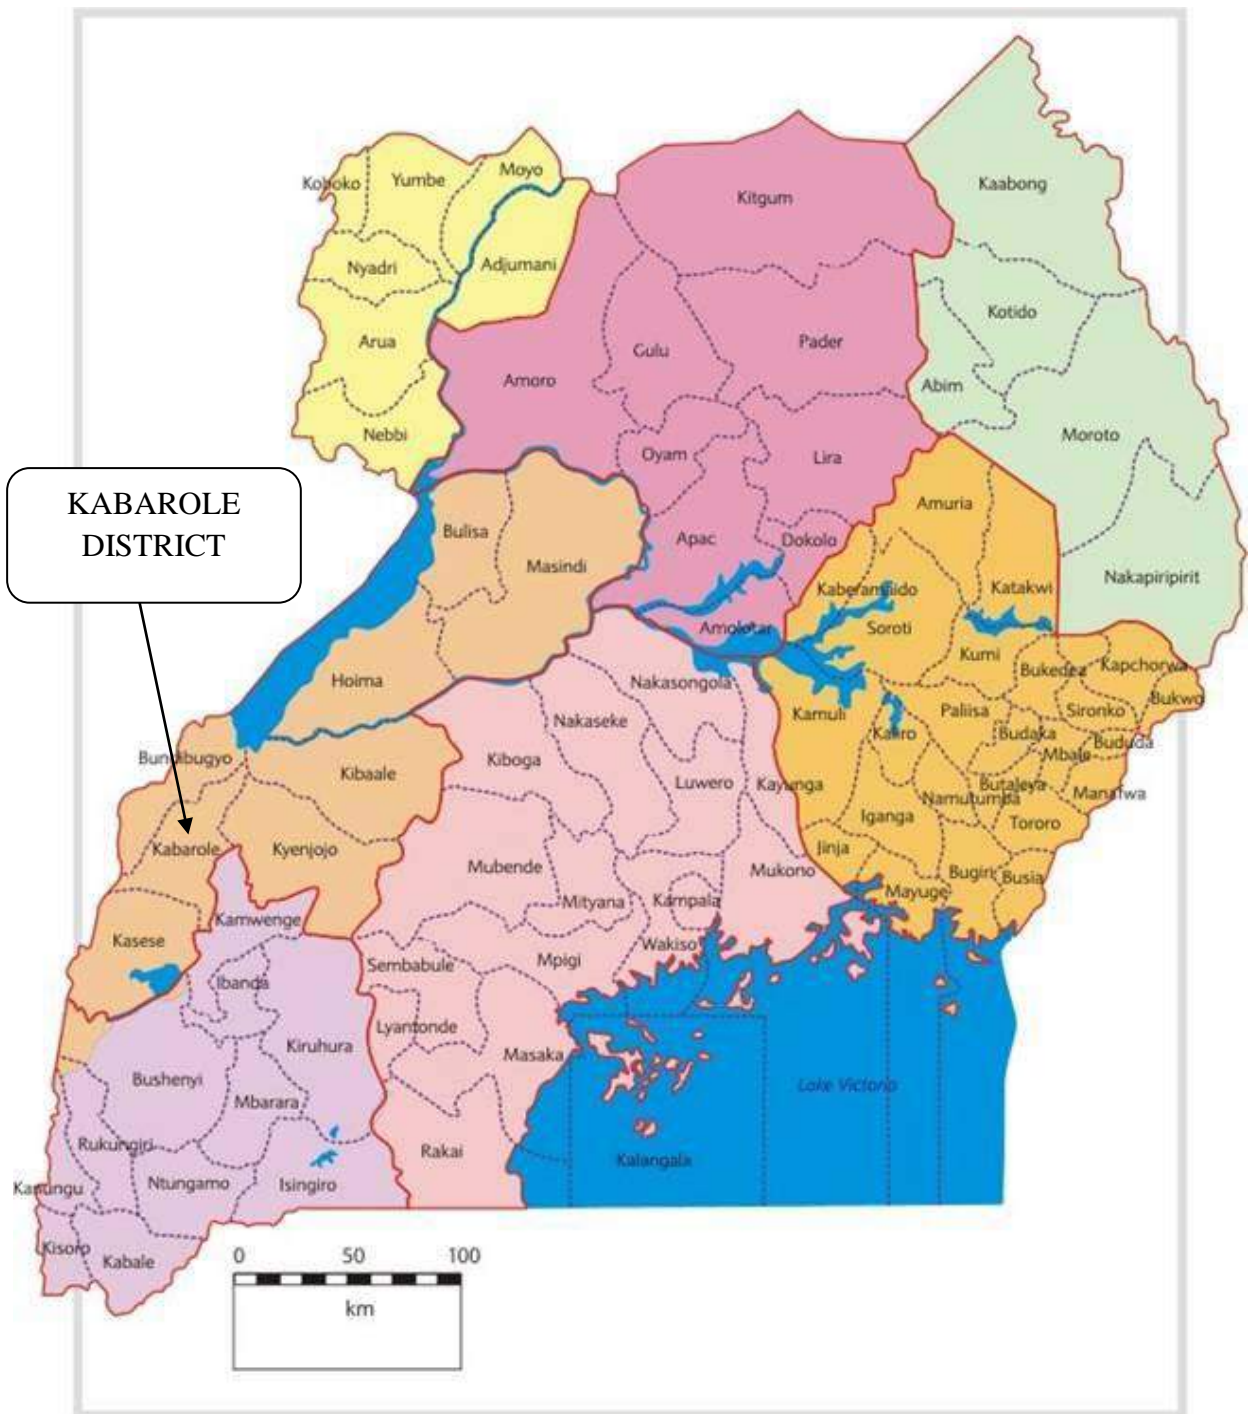 Kaabong
Moyo
Yumbe
Koboko
Kitgum
Adjumani
Nyadri
Kotido
Arua
Gulu
Pader
Amoro
Abim
Nebbi
Moroto
Oyam
Lira
KABAROLE
DISTRICT
Amuria
Bulisa
Apac
Dokolo
Masindi
Nakapiripirit
Kaberamaido
Katakwi
Amolotar
Soroti
Kumi
Bukedea
Kapchorwa
Hoima
Nakasongola
Bukwo
Kamuli
Paliisa
Sironko
Nakaseke
Kaliro
Budaka
Bududa
Mbale
Bundibugyo
Kibaale
Kiboga
Luwero
Kayunga
Butaleya
Manafwa
Namutumba
Iganga
Tororo
Kabarole
Kyenjojo
Jinja
Mubende
Mukono
Bugiri
Busia
Mayuge
Mityana
Kampala
Kamwenge
Kasese
Wakiso
Sembabule
Mpigi
Ibanda
Lyantonde
Kiruhura
Masaka
Bushenyi
Lake Victoria
Mbarara
Rukungiri
Rakai
Kalangala
Kanungu
Ntungamo
Isingiro
Kisoro
Kabale
0 50 100
km